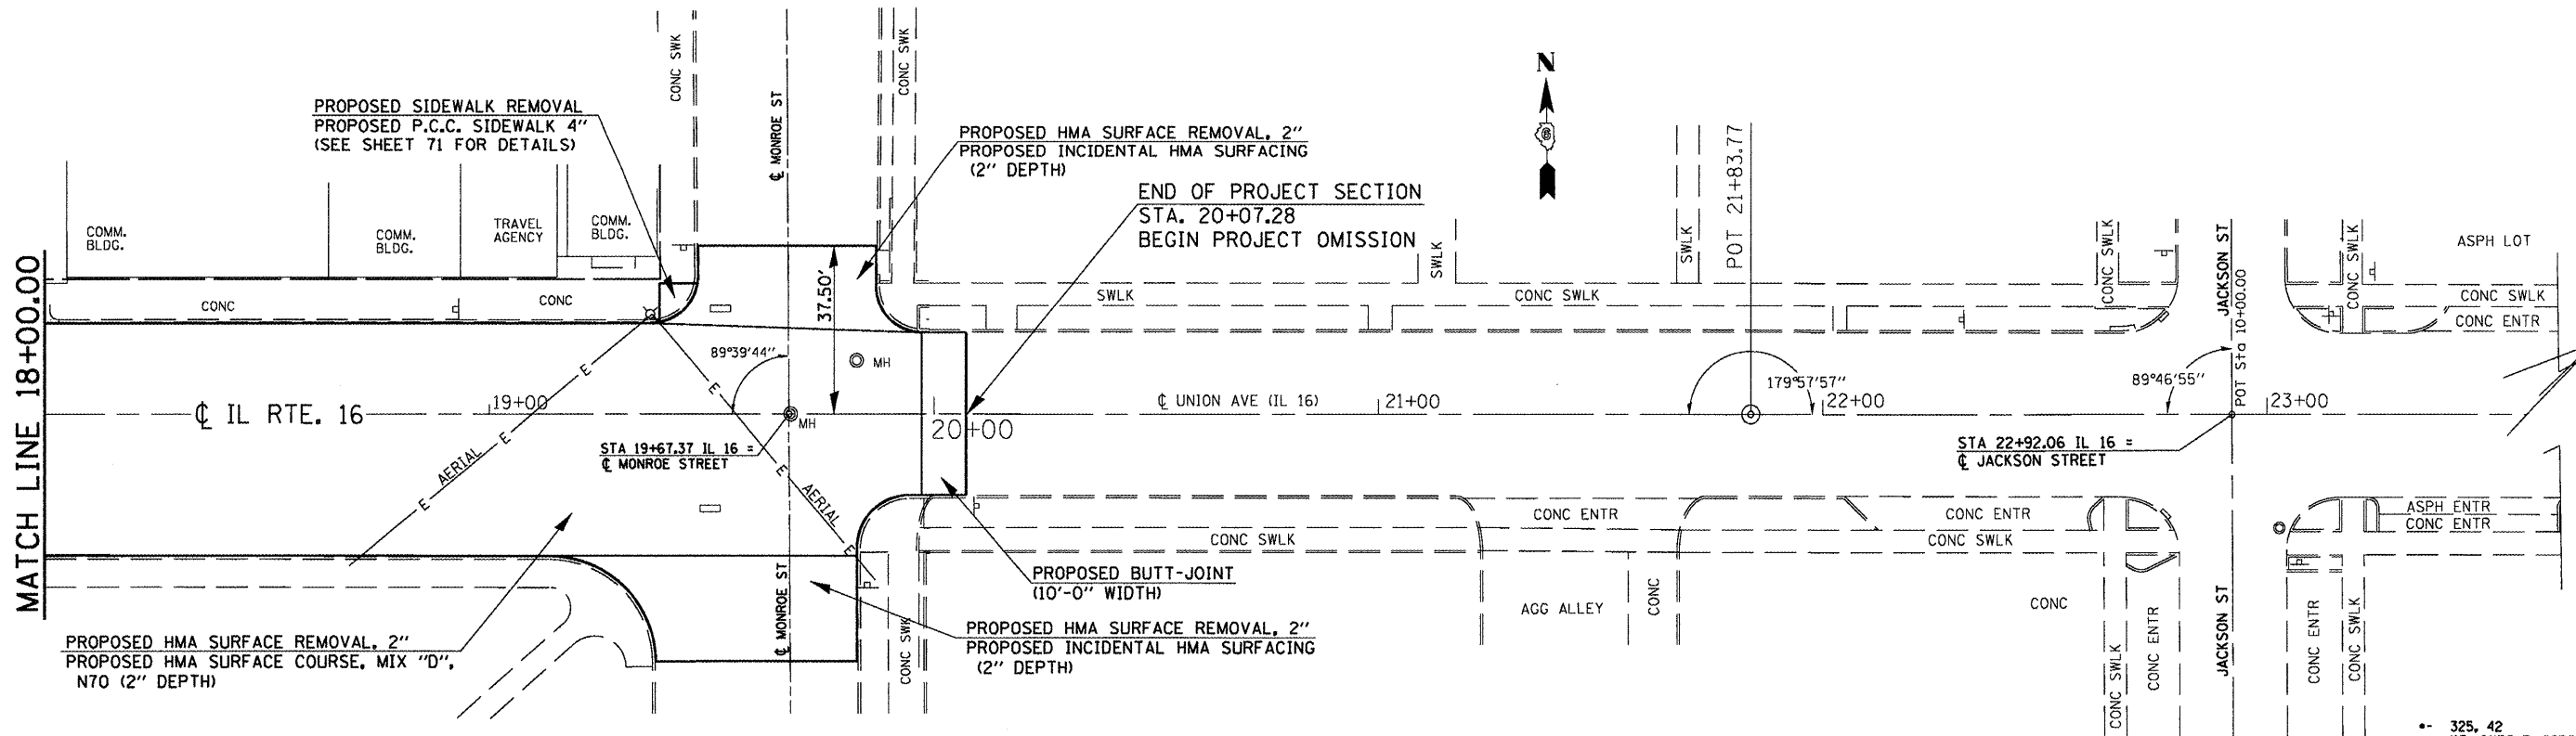 MATCH LINE 18+00.00
PROPOSED SIDEWALK REMOVAL
PROPOSED P.C.C. SIDEWALK 4"
(SEE SHEET 71 FOR DETAILS)
COMM.
BLDG.
COMM.
BLDG.
TRAVEL
AGENCY
COMM.
BLDG.
CONC
CONC
CONC SWK
℄ MONROE ST
CONC SWK
PROPOSED HMA SURFACE REMOVAL, 2"
PROPOSED INCIDENTAL HMA SURFACING
(2" DEPTH)
END OF PROJECT SECTION
STA. 20+07.28
BEGIN PROJECT OMISSION
37.50'
N
6
SWLK
SWLK
POT 21+83.77
SWLK
CONC SWLK
CONC SWLK
JACKSON ST
POT Sta 10+00.00
CONC SWLK
ASPH LOT
CONC SWLK
CONC ENTR
89°39'44"
MH
MH
179°57'57"
89°46'55"
℄ IL RTE. 16
19+00
20+00
℄ UNION AVE (IL 16)
21+00
22+00
23+00
STA 19+67.37 IL 16 =
℄ MONROE STREET
STA 22+92.06 IL 16 =
℄ JACKSON STREET
E
AERIAL
E
E
E
E
AERIAL
E
CONC ENTR
CONC ENTR
ASPH ENTR
CONC ENTR
CONC SWLK
CONC SWLK
PROPOSED BUTT-JOINT
(10'-0" WIDTH)
AGG ALLEY
CONC
CONC
℄ MONROE ST
CONC SWK
PROPOSED HMA SURFACE REMOVAL, 2"
PROPOSED INCIDENTAL HMA SURFACING
(2" DEPTH)
PROPOSED HMA SURFACE REMOVAL, 2"
PROPOSED HMA SURFACE COURSE, MIX "D",
N70 (2" DEPTH)
CONC SWLK
CONC ENTR
JACKSON ST
CONC ENTR
CONC SWLK
325, 42